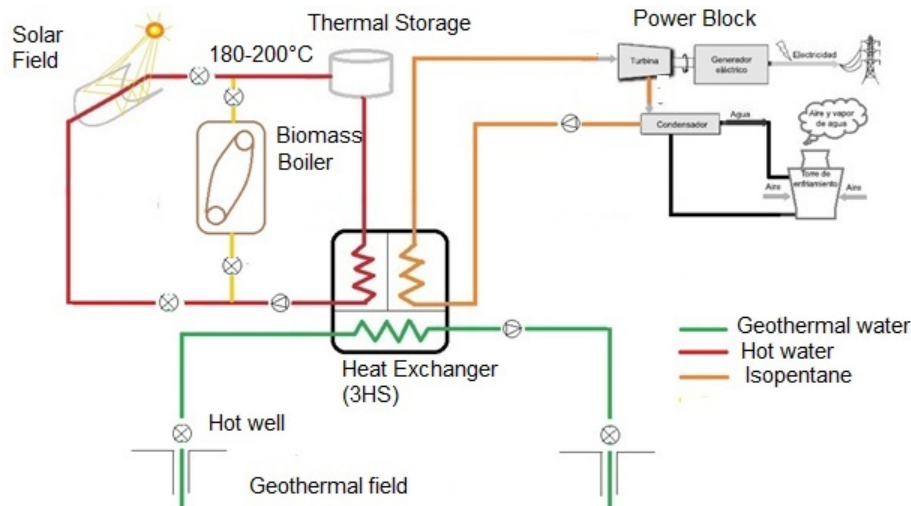 Solar
Field
180-200°C
Thermal Storage
Power Block
Turbina
Generador
eléctrico
Electricidad
Biomass
Boiler
Condensador
Agua
Aire y vapor
de agua
Torre de
enfriamiento
Aire
Aire
Heat Exchanger
(3HS)
Geothermal water
Hot water
Isopentane
Hot well
Geothermal field